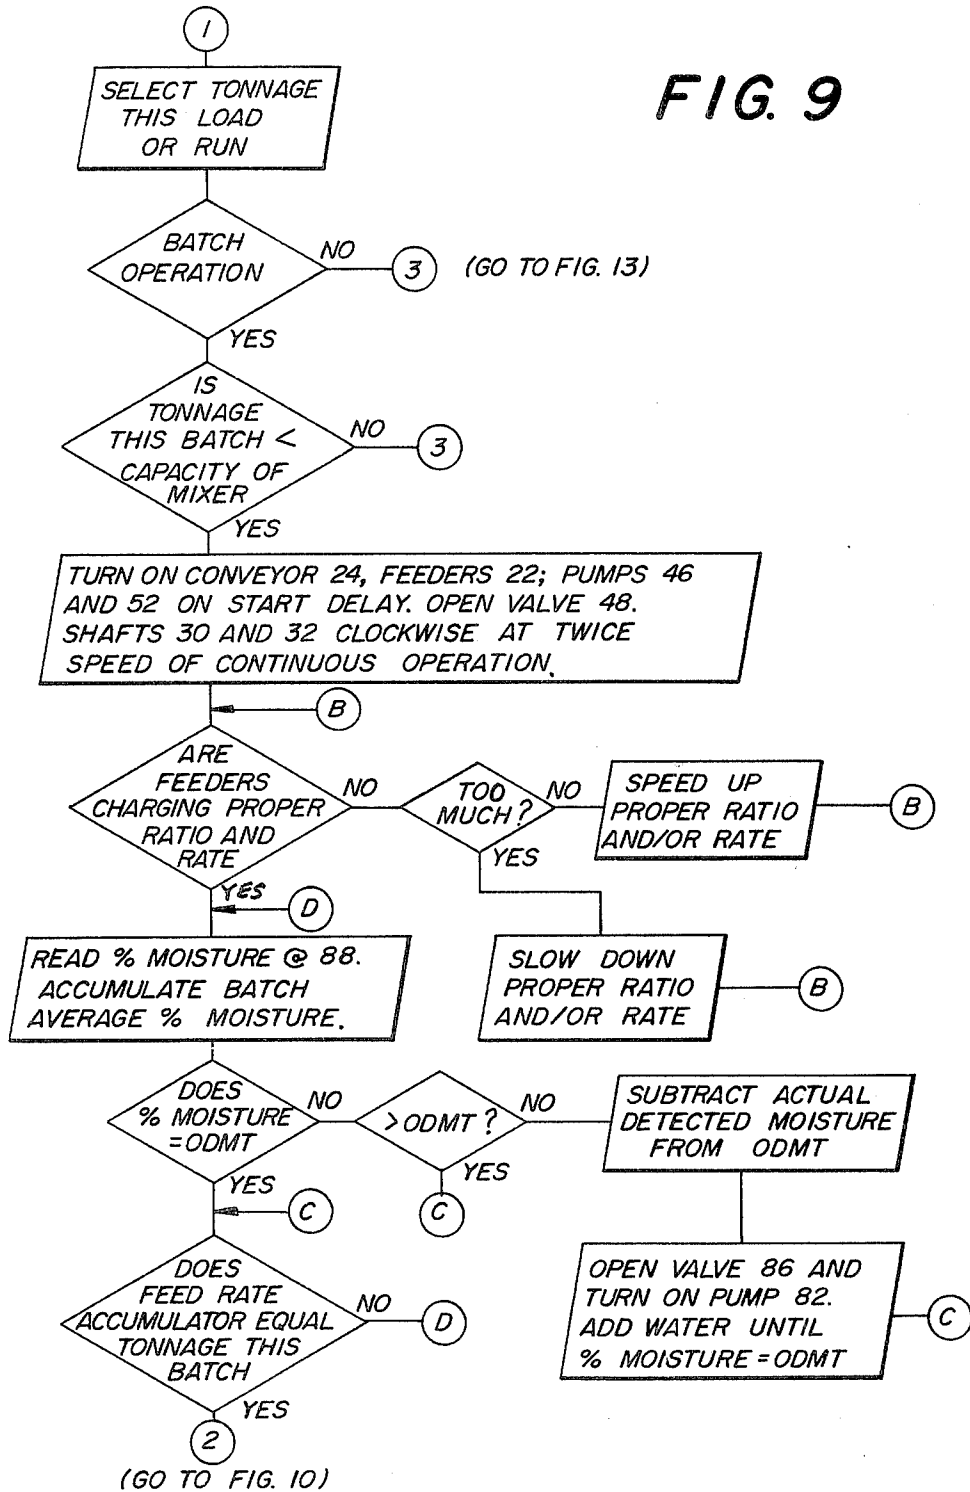 1
FIG. 9
SELECT TONNAGE
THIS LOAD
OR RUN
BATCH
OPERATION
NO
3
(GO TO FIG. 13)
YES
IS
TONNAGE
THIS BATCH <
CAPACITY OF
MIXER
NO
3
YES
TURN ON CONVEYOR 24, FEEDERS 22; PUMPS 46
AND 52 ON START DELAY. OPEN VALVE 48.
SHAFTS 30 AND 32 CLOCKWISE AT TWICE
SPEED OF CONTINUOUS OPERATION.
B
ARE
FEEDERS
CHARGING PROPER
RATIO AND
RATE
NO
TOO
MUCH?
NO
SPEED UP
PROPER RATIO
AND/OR RATE
B
YES
YES
D
SLOW DOWN
PROPER RATIO
AND/OR RATE
B
READ % MOISTURE @ 88.
ACCUMULATE BATCH
AVERAGE % MOISTURE.
DOES
% MOISTURE
=ODMT
NO
>ODMT?
NO
SUBTRACT ACTUAL
DETECTED MOISTURE
FROM ODMT
YES
YES
C
C
OPEN VALVE 86 AND
TURN ON PUMP 82.
ADD WATER UNTIL
% MOISTURE=ODMT
C
DOES
FEED RATE
ACCUMULATOR EQUAL
TONNAGE THIS
BATCH
NO
D
YES
2
(GO TO FIG. 10)